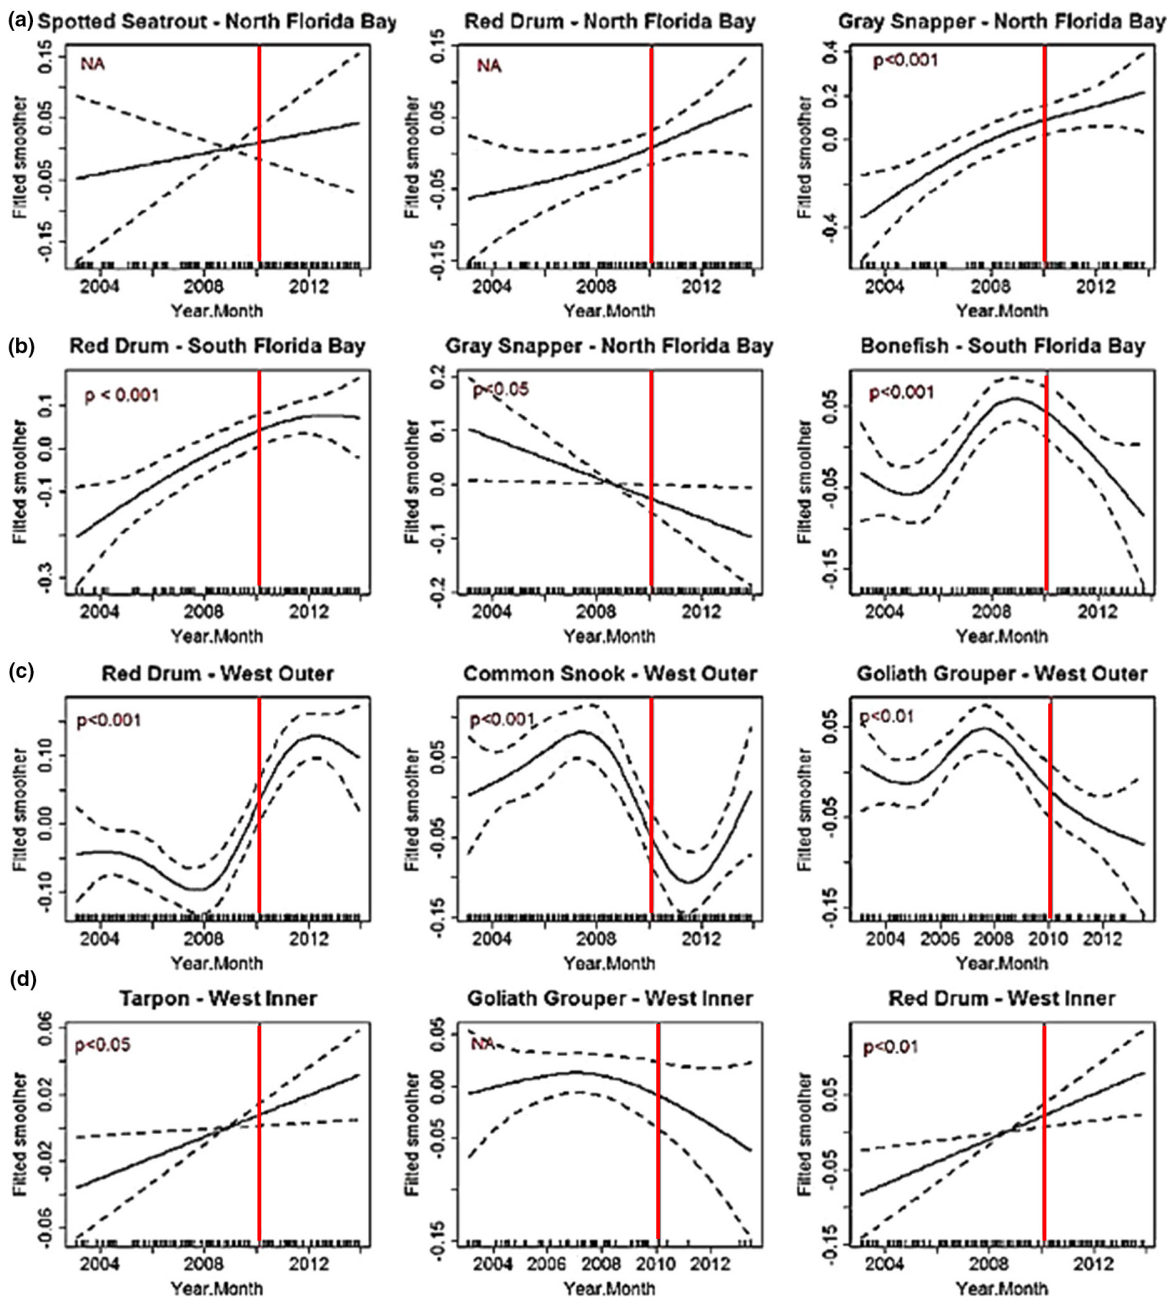 (a) Spotted Seatrout - North Florida Bay
Red Drum - North Florida Bay
Gray Snapper - North Florida Bay
NA
NA
p<0.001
Fitted smoother
Fitted smoother
Fitted smoother
0.15
0.05
-0.05
-0.15
0.15
0.05
-0.05
-0.15
0.4
0.2
0.0
-0.4
2004 2008 2012
2004 2008 2012
2004 2008 2012
Year.Month
Year.Month
Year.Month
(b) Red Drum - South Florida Bay
Gray Snapper - North Florida Bay
Bonefish - South Florida Bay
p < 0.001
p<0.05
p<0.001
Fitted smoother
Fitted smoother
Fitted smoother
0.1
0.0
-0.1
-0.3
0.2
0.1
0.0
-0.1
-0.2
0.05
-0.05
-0.15
2004 2008 2012
2004 2008 2012
2004 2008 2012
Year.Month
Year.Month
Year.Month
(c) Red Drum - West Outer
Common Snook - West Outer
Goliath Grouper - West Outer
p<0.001
p<0.001
p<0.01
Fitted smoother
Fitted smoother
Fitted smoother
0.10
0.00
-0.10
0.05
-0.05
-0.15
0.05
-0.05
-0.15
2004 2008 2012
2004 2008 2012
2004 2006 2008 2010 2012
Year.Month
Year.Month
Year.Month
(d) Tarpon - West Inner
Goliath Grouper - West Inner
Red Drum - West Inner
p<0.05
NA
p<0.01
Fitted smoother
Fitted smoother
Fitted smoother
0.06
0.02
-0.02
-0.06
0.05
0.00
-0.05
-0.15
0.05
-0.05
-0.15
2004 2008 2012
2004 2006 2008 2010 2012
2004 2008 2012
Year.Month
Year.Month
Year.Month